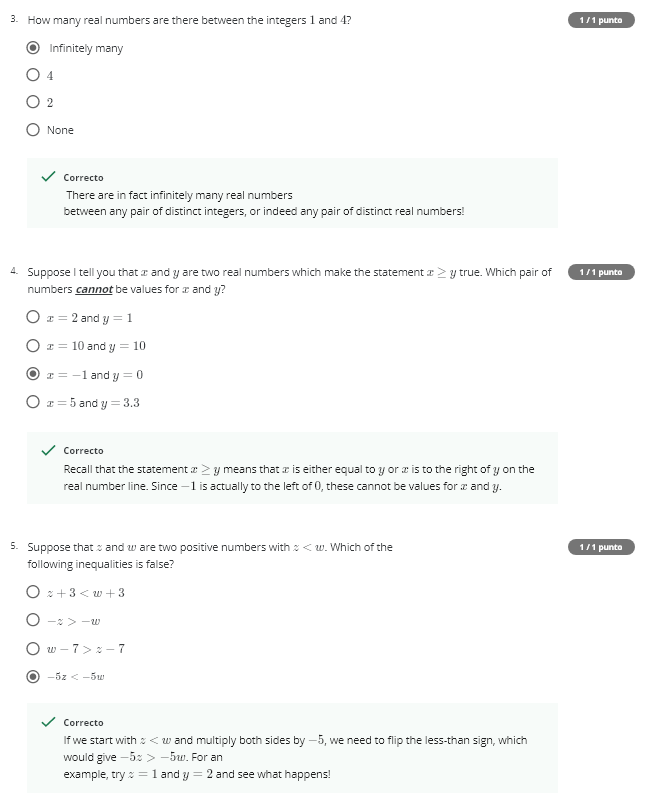 3. How many real numbers are there between the integers 1 and 4?
1 / 1 punto
Infinitely many
4
2
None
Correcto
There are in fact infinitely many real numbers
between any pair of distinct integers, or indeed any pair of distinct real numbers!
4. Suppose I tell you that x and y are two real numbers which make the statement x ≥ y true. Which pair of
1 / 1 punto
numbers cannot be values for x and y?
x = 2 and y = 1
x = 10 and y = 10
x = −1 and y = 0
x = 5 and y = 3.3
Correcto
Recall that the statement x ≥ y means that x is either equal to y or x is to the right of y on the
real number line. Since −1 is actually to the left of 0, these cannot be values for x and y.
5. Suppose that z and w are two positive numbers with z < w. Which of the
1 / 1 punto
following inequalities is false?
z + 3 < w + 3
−z > −w
w − 7 > z − 7
−5z < −5w
Correcto
If we start with z < w and multiply both sides by −5, we need to flip the less-than sign, which
would give −5z > −5w. For an
example, try z = 1 and y = 2 and see what happens!